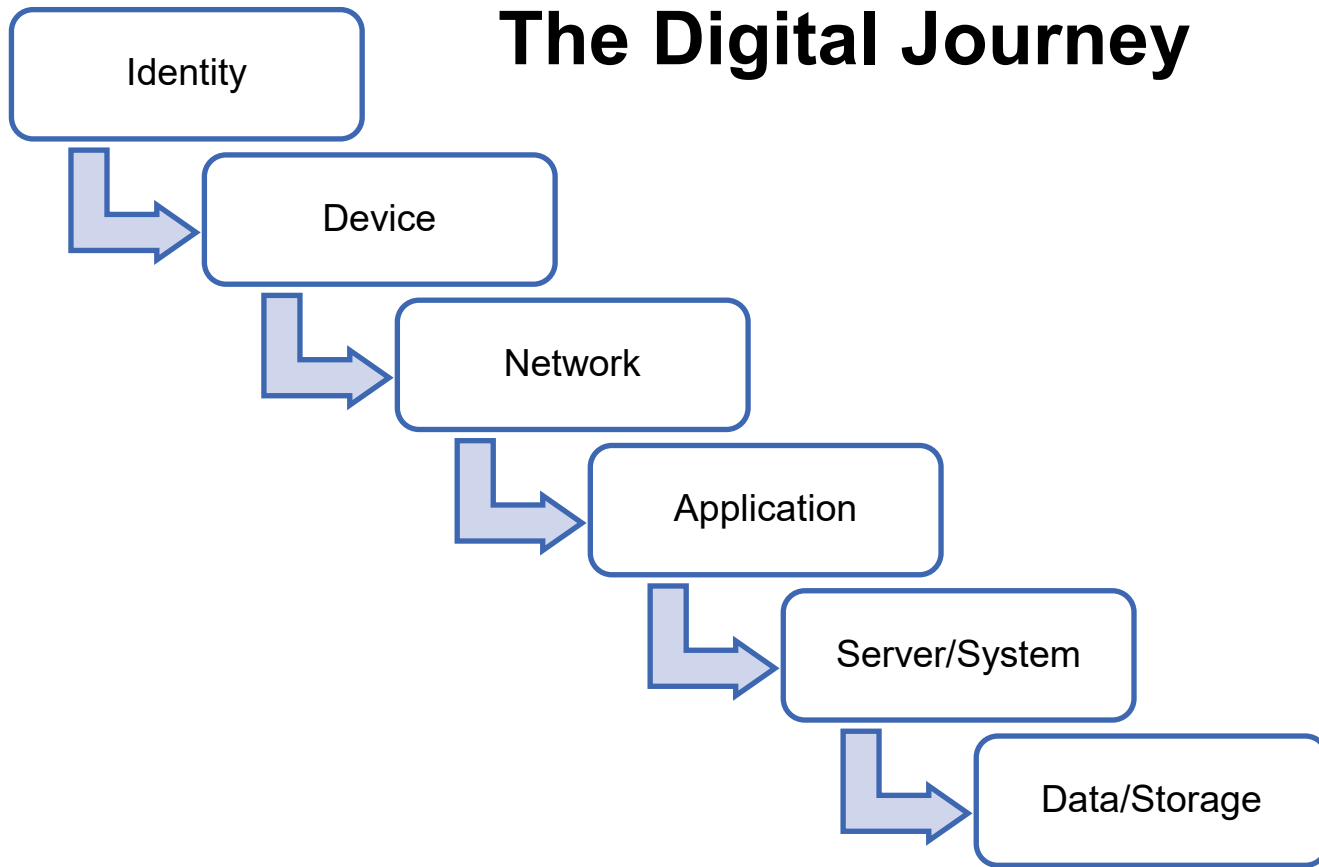 The Digital Journey
Identity
Device
Network
Application
Server/System
Data/Storage